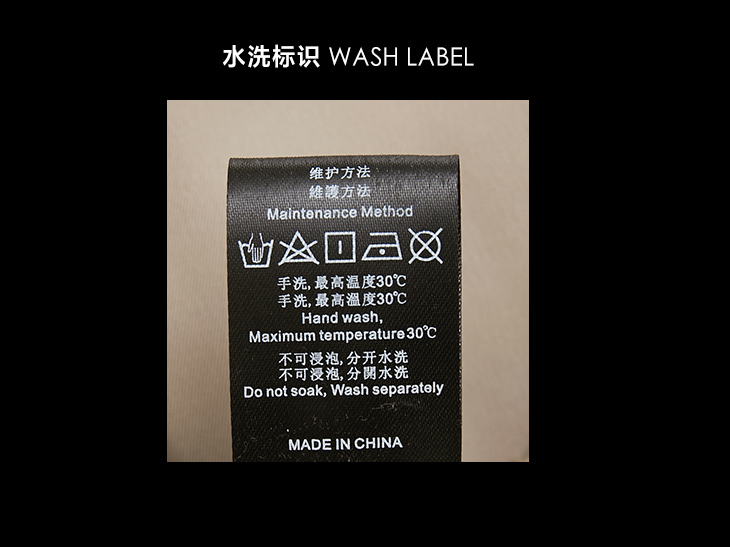 水洗标识 WASH LABEL
维护方法
維護方法
Maintenance Method
手洗,最高温度30℃
手洗,最高溫度30℃
Hand wash,
Maximum temperature30℃
不可浸泡,分开水洗
不可浸泡,分開水洗
Do not soak, Wash separately
MADE IN CHINA